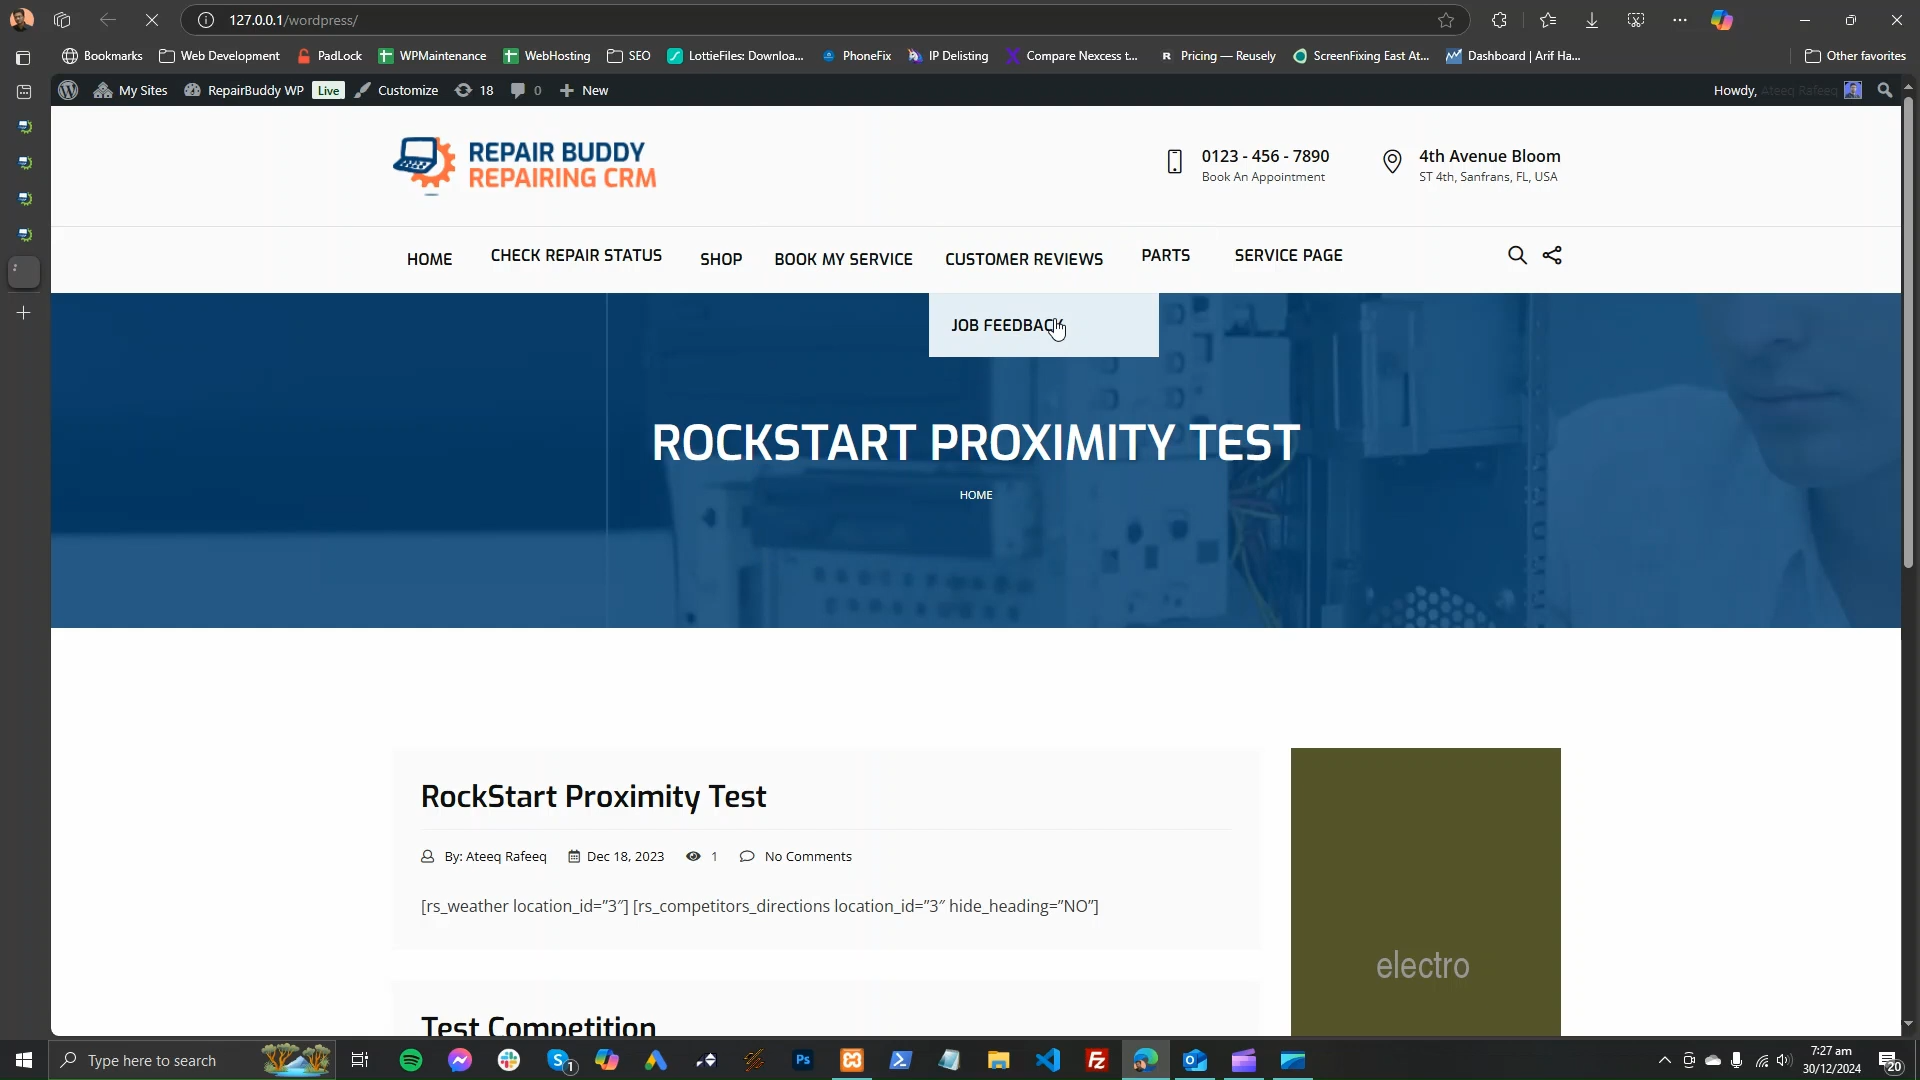 127.0.0.1/wordpress/
Bookmarks Web Development PadLock WPMaintenance WebHosting SEO LottieFiles: Downloa... PhoneFix IP Delisting Compare Nexcess t... Pricing — Reusely ScreenFixing East At... Dashboard | Arif Ha... Other favorites
My Sites RepairBuddy WP Live Customize 18 0 New Howdy, Ateeq Rafeeq
REPAIR BUDDY
REPAIRING CRM
0123 - 456 - 7890
Book An Appointment
4th Avenue Bloom
ST 4th, Sanfrans, FL, USA
HOME CHECK REPAIR STATUS SHOP BOOK MY SERVICE CUSTOMER REVIEWS PARTS SERVICE PAGE
JOB FEEDBACK
ROCKSTART PROXIMITY TEST
HOME
RockStart Proximity Test
By: Ateeq Rafeeq Dec 18, 2023 1 No Comments
[rs_weather location_id=”3″] [rs_competitors_directions location_id=”3″ hide_heading=”NO”]
electro
Test Competition
Type here to search
7:27 am
30/12/2024
20
1